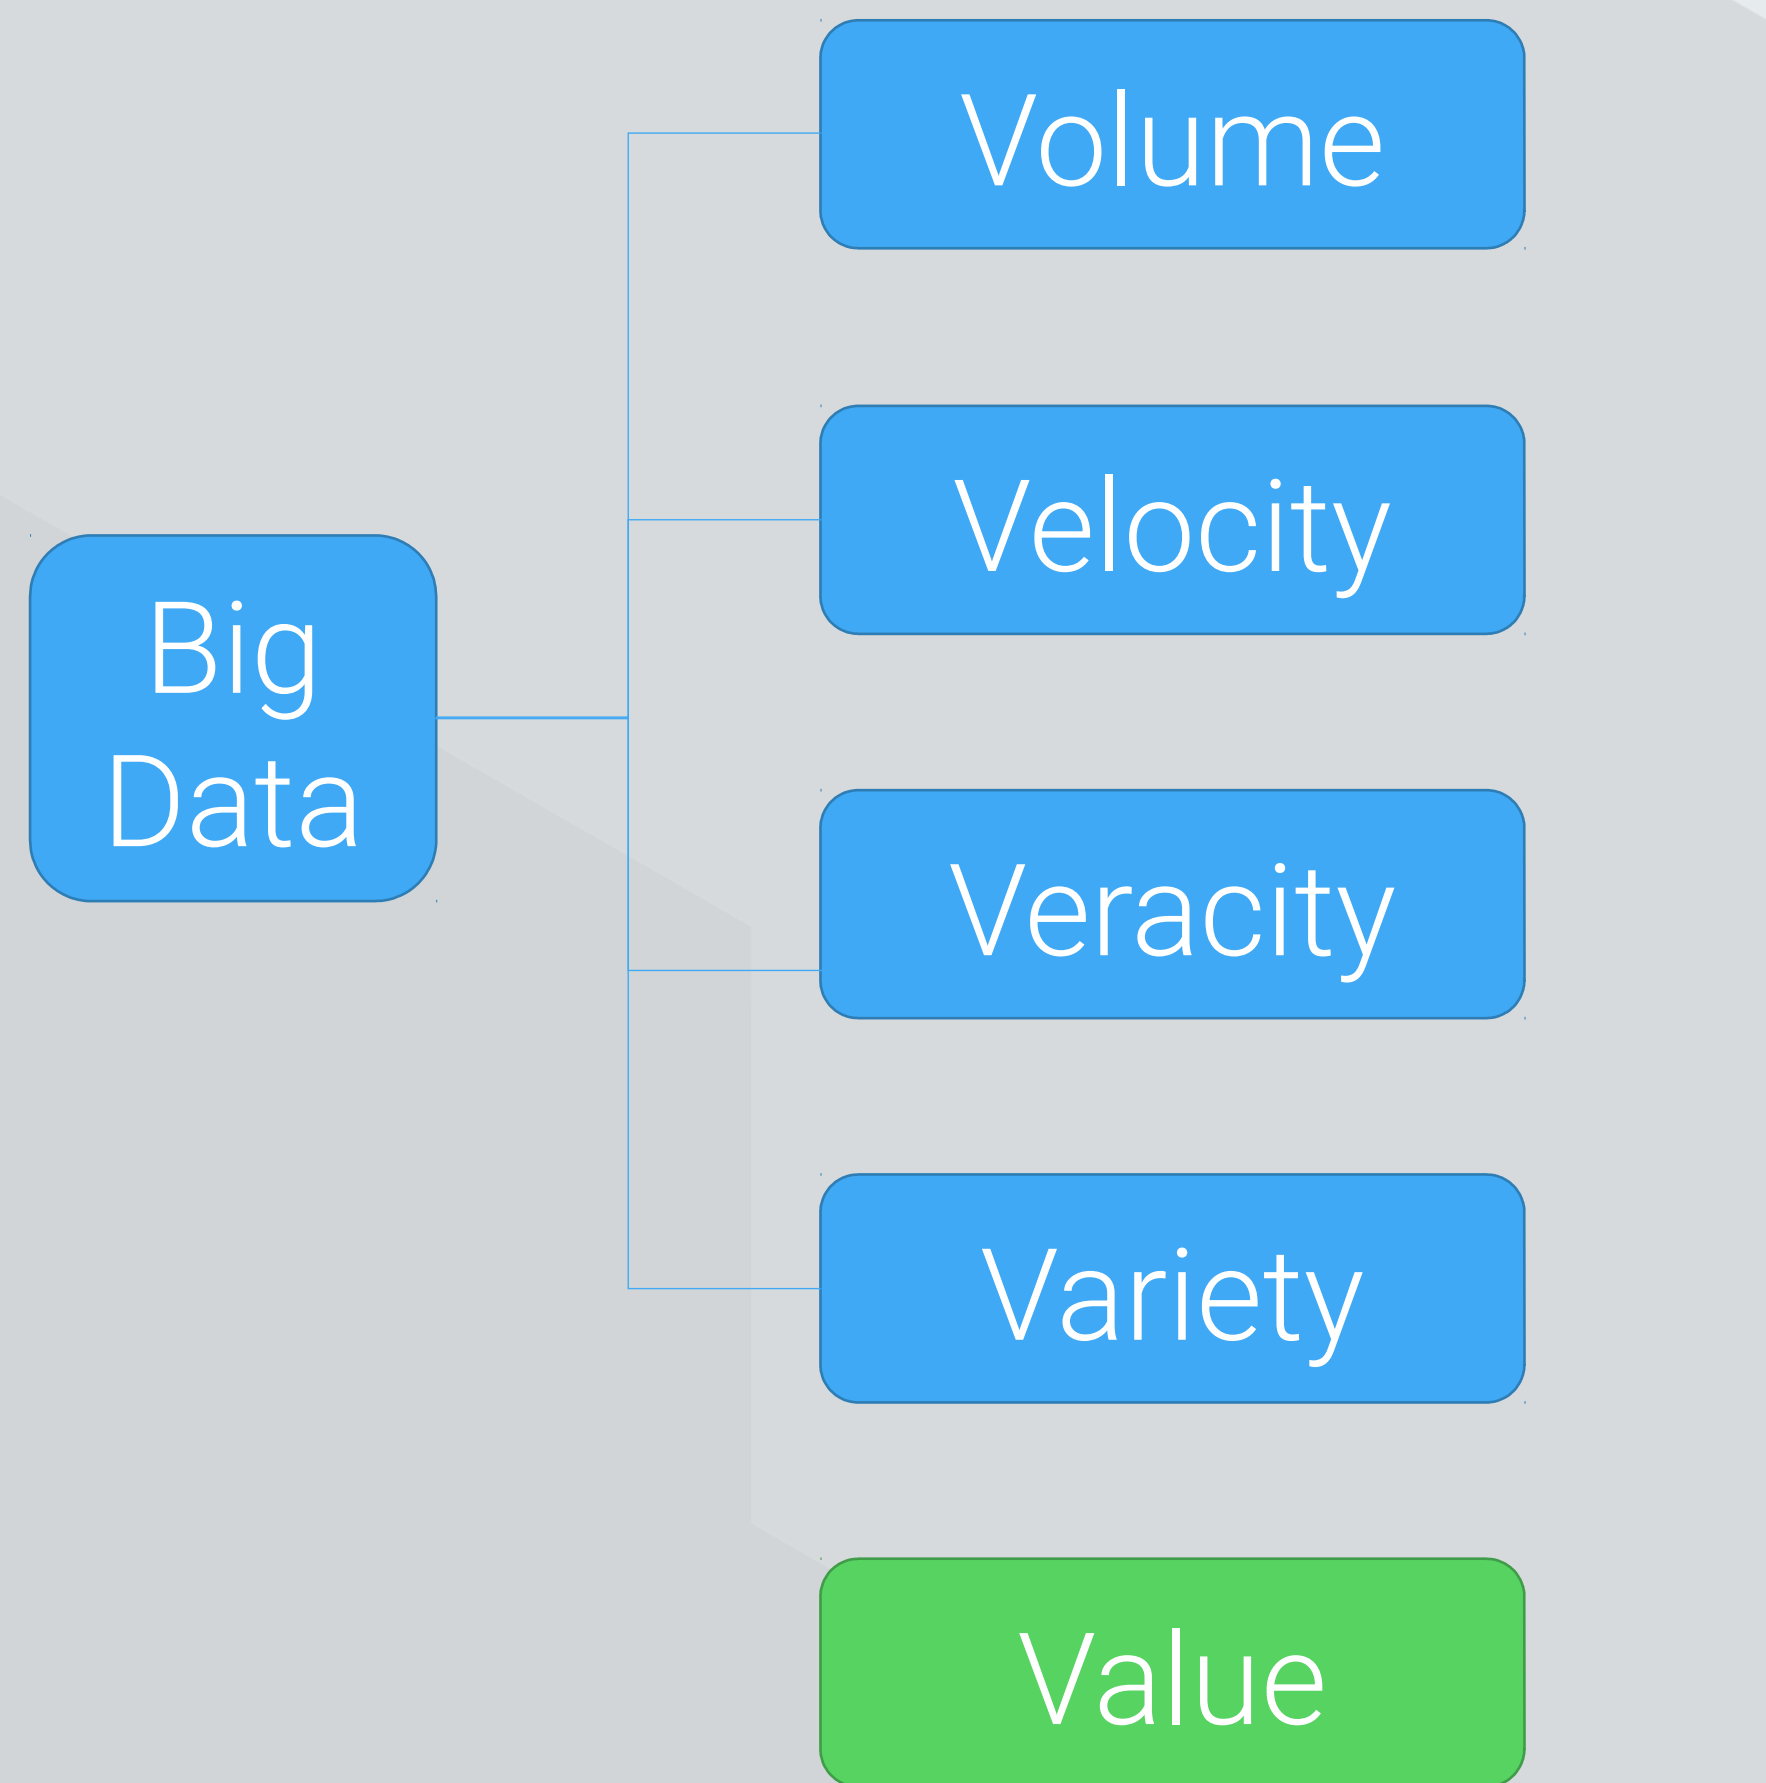 Volume
Velocity
Big
Data
Veracity
Variety
Value